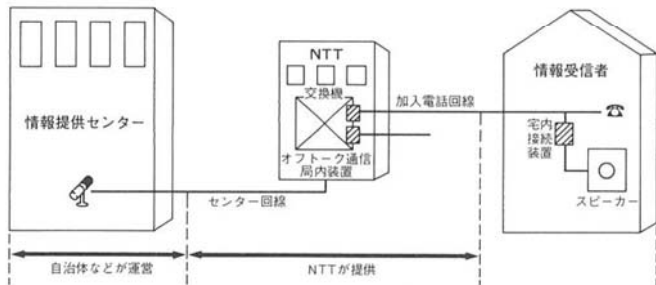 情報提供センター
NTT
交換機
オフトーク通信
局内装置
センター回線
加入電話回線
情報受信者
宅内
接続
装置
スピーカー
自治体などが運営
NTTが提供